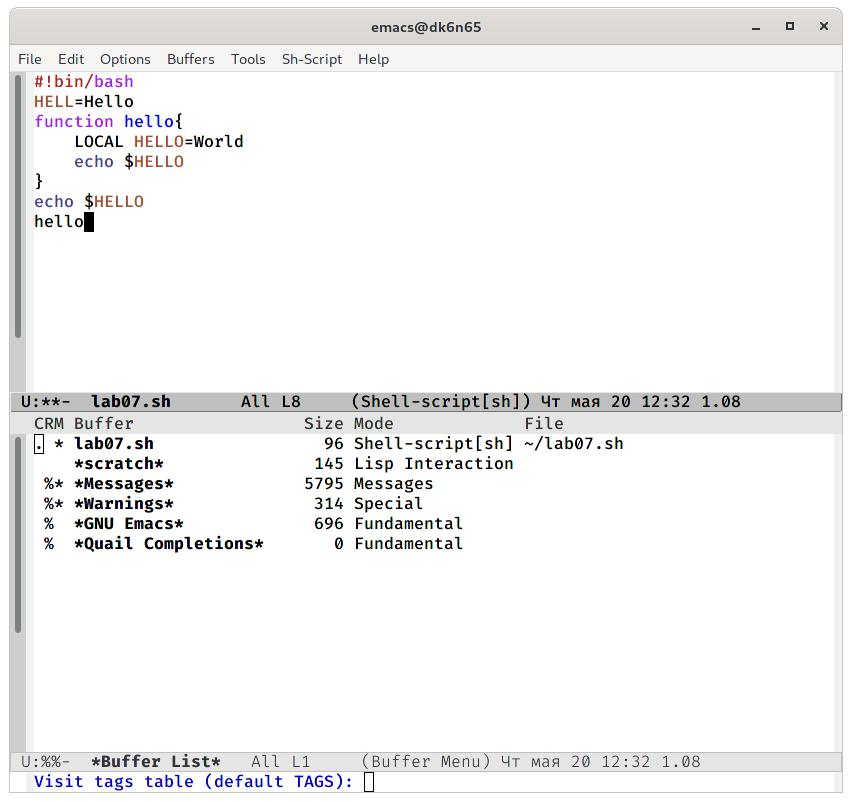 emacs@dk6n65
File Edit Options Buffers Tools Sh-Script Help
#!bin/bash
HELL=Hello
function hello{
    LOCAL HELLO=World
    echo $HELLO
}
echo $HELLO
hello
U:**-  lab07.sh       All L8     (Shell-script[sh]) Чт мая 20 12:32 1.08
CRM Buffer                 Size Mode             File
. * lab07.sh                 96 Shell-script[sh] ~/lab07.sh
    *scratch*               145 Lisp Interaction
 %* *Messages*             5795 Messages
 %* *Warnings*              314 Special
 %  *GNU Emacs*             696 Fundamental
 %  *Quail Completions*       0 Fundamental
U:%%-  *Buffer List*   All L1     (Buffer Menu) Чт мая 20 12:32 1.08
Visit tags table (default TAGS):